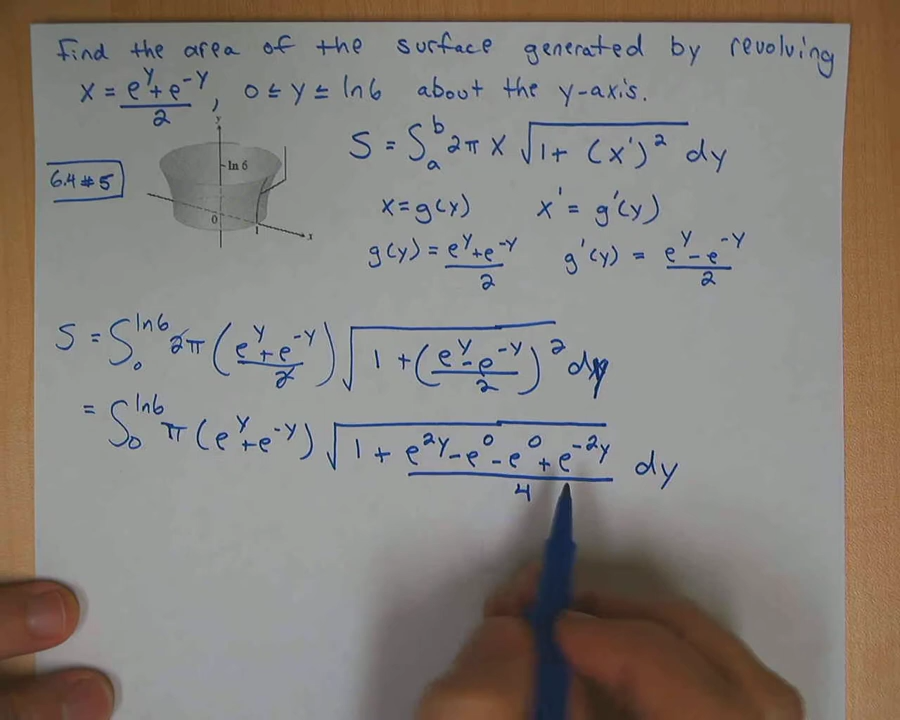 Find the area of the surface generated by revolving
x = (e^y + e^-y)/2, 0 ≤ y ≤ ln6 about the y-axis.
6.4 #5
y
ln 6
0
1
x
S = ∫_a^b 2π x √(1 + (x')^2) dy
x = g(y) x' = g'(y)
g(y) = (e^y + e^-y)/2 g'(y) = (e^y - e^-y)/2
S = ∫_0^ln6 2π ((e^y + e^-y)/2) √(1 + ((e^y - e^-y)/2)^2) dy
= ∫_0^ln6 π (e^y + e^-y) √(1 + (e^2y - e^0 - e^0 + e^-2y)/4) dy